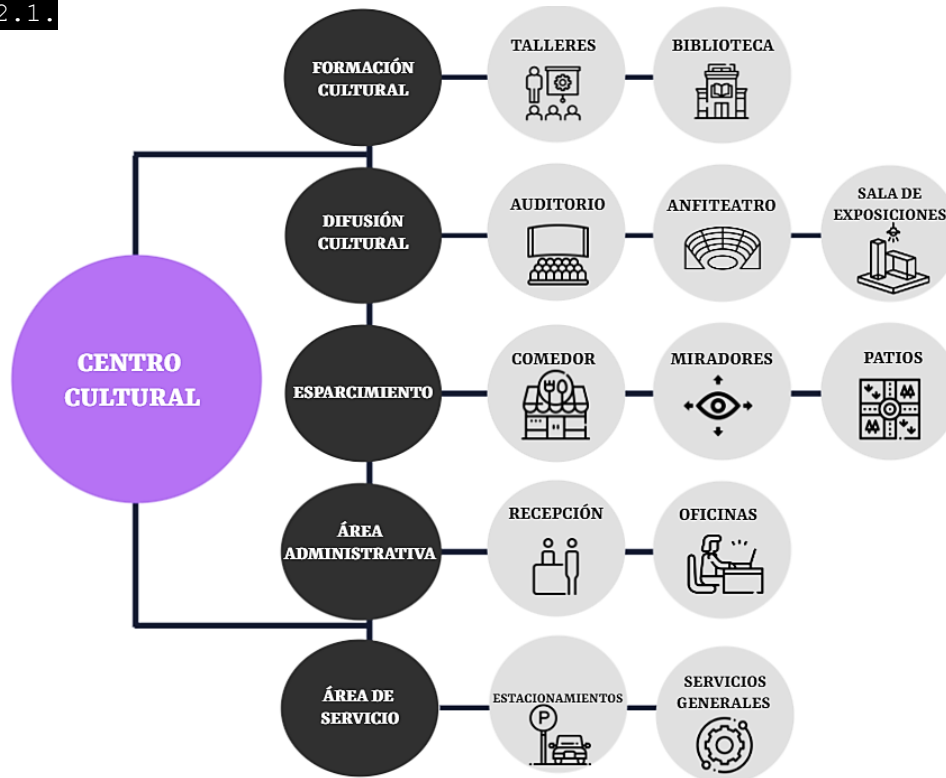 2.1.
FORMACIÓN
CULTURAL
TALLERES
BIBLIOTECA
DIFUSIÓN
CULTURAL
AUDITORIO
ANFITEATRO
SALA DE
EXPOSICIONES
CENTRO
CULTURAL
ESPARCIMIENTO
COMEDOR
MIRADORES
PATIOS
ÁREA
ADMINISTRATIVA
RECEPCIÓN
OFICINAS
ÁREA DE
SERVICIO
ESTACIONAMIENTOS
P
SERVICIOS
GENERALES